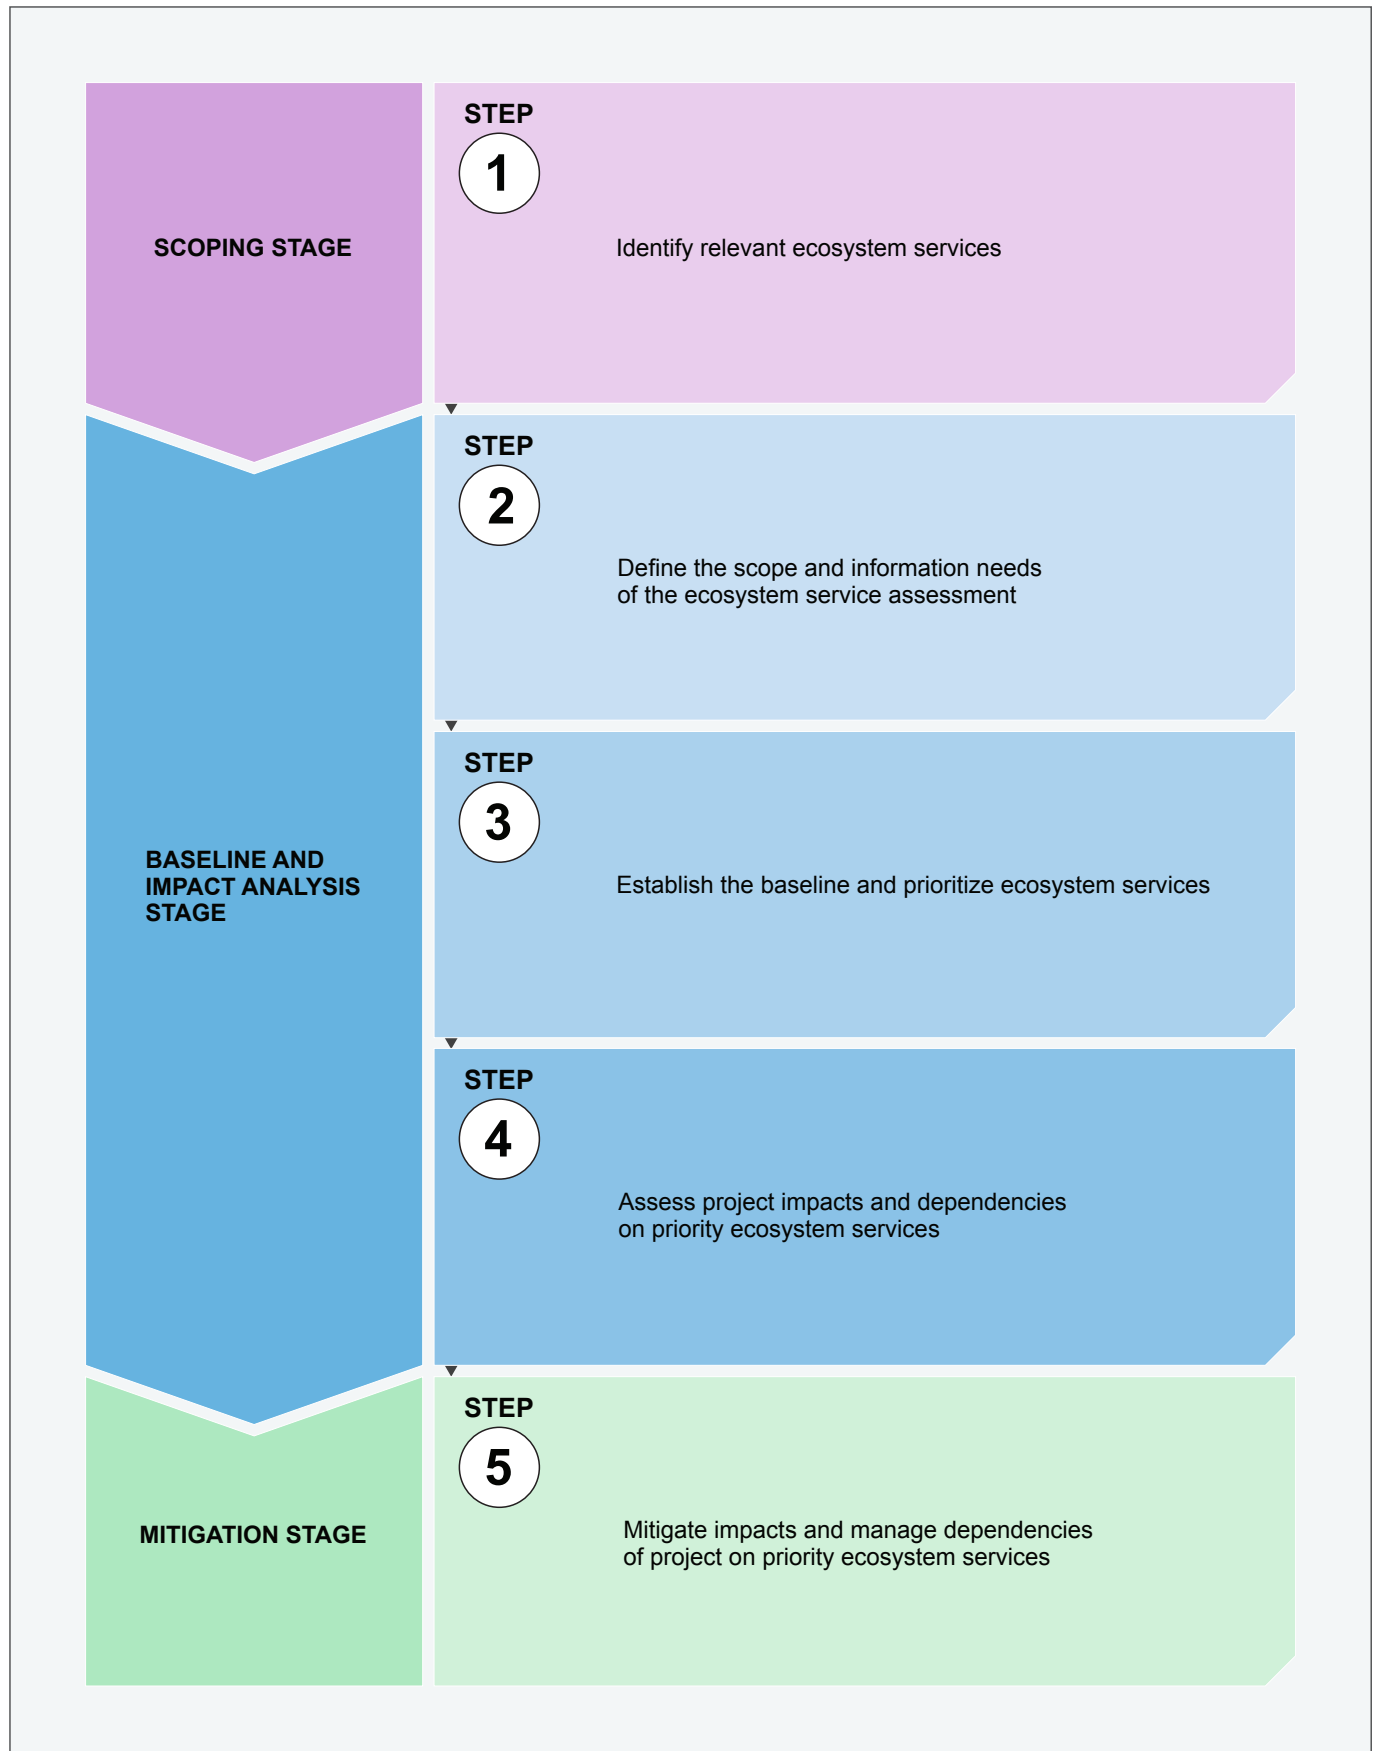 SCOPING STAGE
STEP
1
Identify relevant ecosystem services
BASELINE AND
IMPACT ANALYSIS
STAGE
STEP
2
Define the scope and information needs
of the ecosystem service assessment
STEP
3
Establish the baseline and prioritize ecosystem services
STEP
4
Assess project impacts and dependencies
on priority ecosystem services
MITIGATION STAGE
STEP
5
Mitigate impacts and manage dependencies
of project on priority ecosystem services